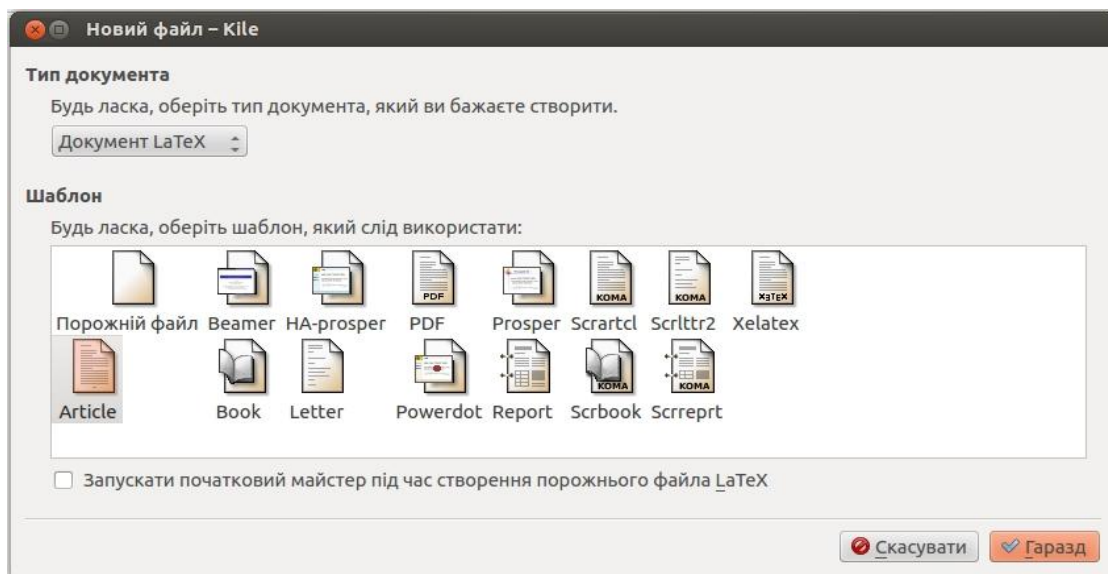 Новий файл – Kile
Тип документа
Будь ласка, оберіть тип документа, який ви бажаєте створити.
Документ LaTeX
Шаблон
Будь ласка, оберіть шаблон, який слід використати:
PDF KOMA KOMA XƎTEX
Порожній файл Beamer HA-prosper PDF Prosper Scrartcl Scrlttr2 Xelatex
KOMA KOMA
Article Book Letter Powerdot Report Scrbook Scrreprt
Запускати початковий майстер під час створення порожнього файла LaTeX
Скасувати Гаразд